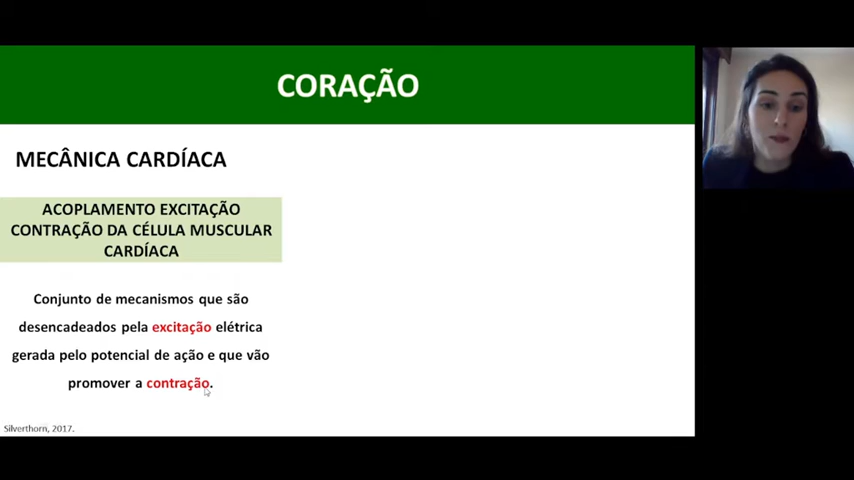 CORAÇÃO
MECÂNICA CARDÍACA
ACOPLAMENTO EXCITAÇÃO
CONTRAÇÃO DA CÉLULA MUSCULAR
CARDÍACA
Conjunto de mecanismos que são
desencadeados pela excitação elétrica
gerada pelo potencial de ação e que vão
promover a contração.
Silverthorn, 2017.